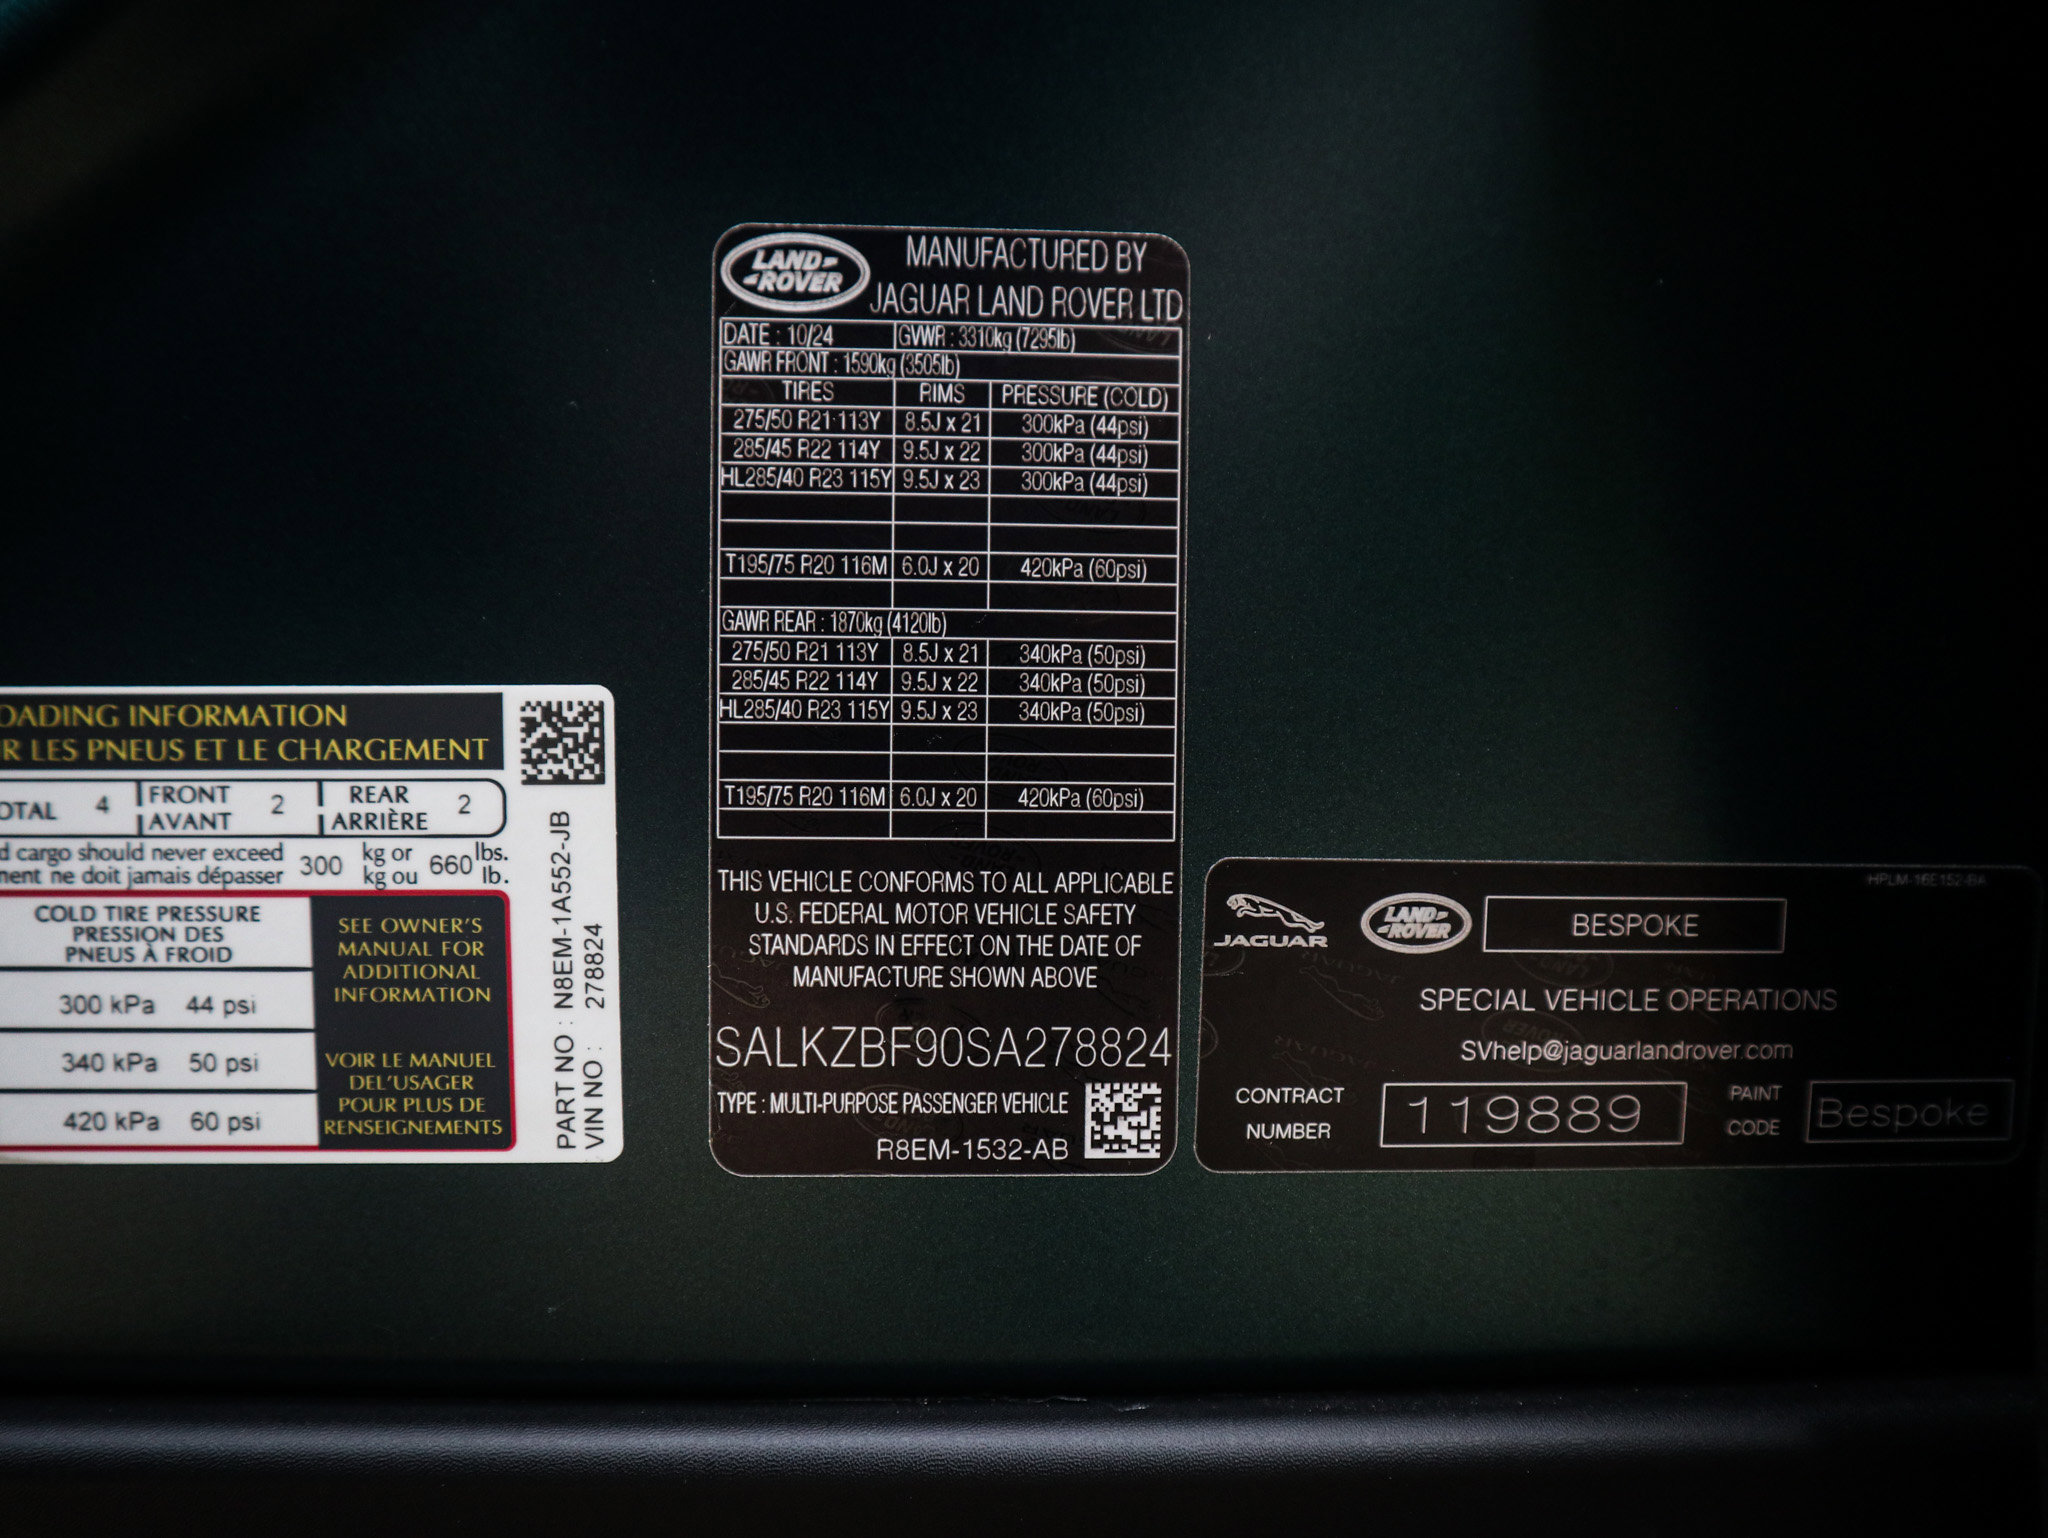 OADING INFORMATION
R LES PNEUS ET LE CHARGEMENT
OTAL 4 FRONT AVANT 2 REAR ARRIÈRE 2
d cargo should never exceed 300 kg or 660 lbs.
ment ne doit jamais dépasser kg ou lb.
COLD TIRE PRESSURE
PRESSION DES
PNEUS À FROID
300 kPa 44 psi
340 kPa 50 psi
420 kPa 60 psi
SEE OWNER'S
MANUAL FOR
ADDITIONAL
INFORMATION
VOIR LE MANUEL
DEL'USAGER
POUR PLUS DE
RENSEIGNEMENTS
PART NO : N8EM-1A552-JB
VIN NO : 278824
LAND ROVER
MANUFACTURED BY
JAGUAR LAND ROVER LTD
DATE : 10/24 GVWR : 3310kg (7295lb)
GAWR FRONT : 1590kg (3505lb)
TIRES RIMS PRESSURE (COLD)
275/50 R21 113Y 8.5J x 21 300kPa (44psi)
285/45 R22 114Y 9.5J x 22 300kPa (44psi)
HL285/40 R23 115Y 9.5J x 23 300kPa (44psi)
T195/75 R20 116M 6.0J x 20 420kPa (60psi)
GAWR REAR : 1870kg (4120lb)
275/50 R21 113Y 8.5J x 21 340kPa (50psi)
285/45 R22 114Y 9.5J x 22 340kPa (50psi)
HL285/40 R23 115Y 9.5J x 23 340kPa (50psi)
T195/75 R20 116M 6.0J x 20 420kPa (60psi)
THIS VEHICLE CONFORMS TO ALL APPLICABLE
U.S. FEDERAL MOTOR VEHICLE SAFETY
STANDARDS IN EFFECT ON THE DATE OF
MANUFACTURE SHOWN ABOVE
SALKZBF90SA278824
TYPE : MULTI-PURPOSE PASSENGER VEHICLE
R8EM-1532-AB
HPLM-16E152-BA
JAGUAR LAND ROVER BESPOKE
SPECIAL VEHICLE OPERATIONS
SVhelp@jaguarlandrover.com
CONTRACT NUMBER 119889 PAINT CODE Bespoke